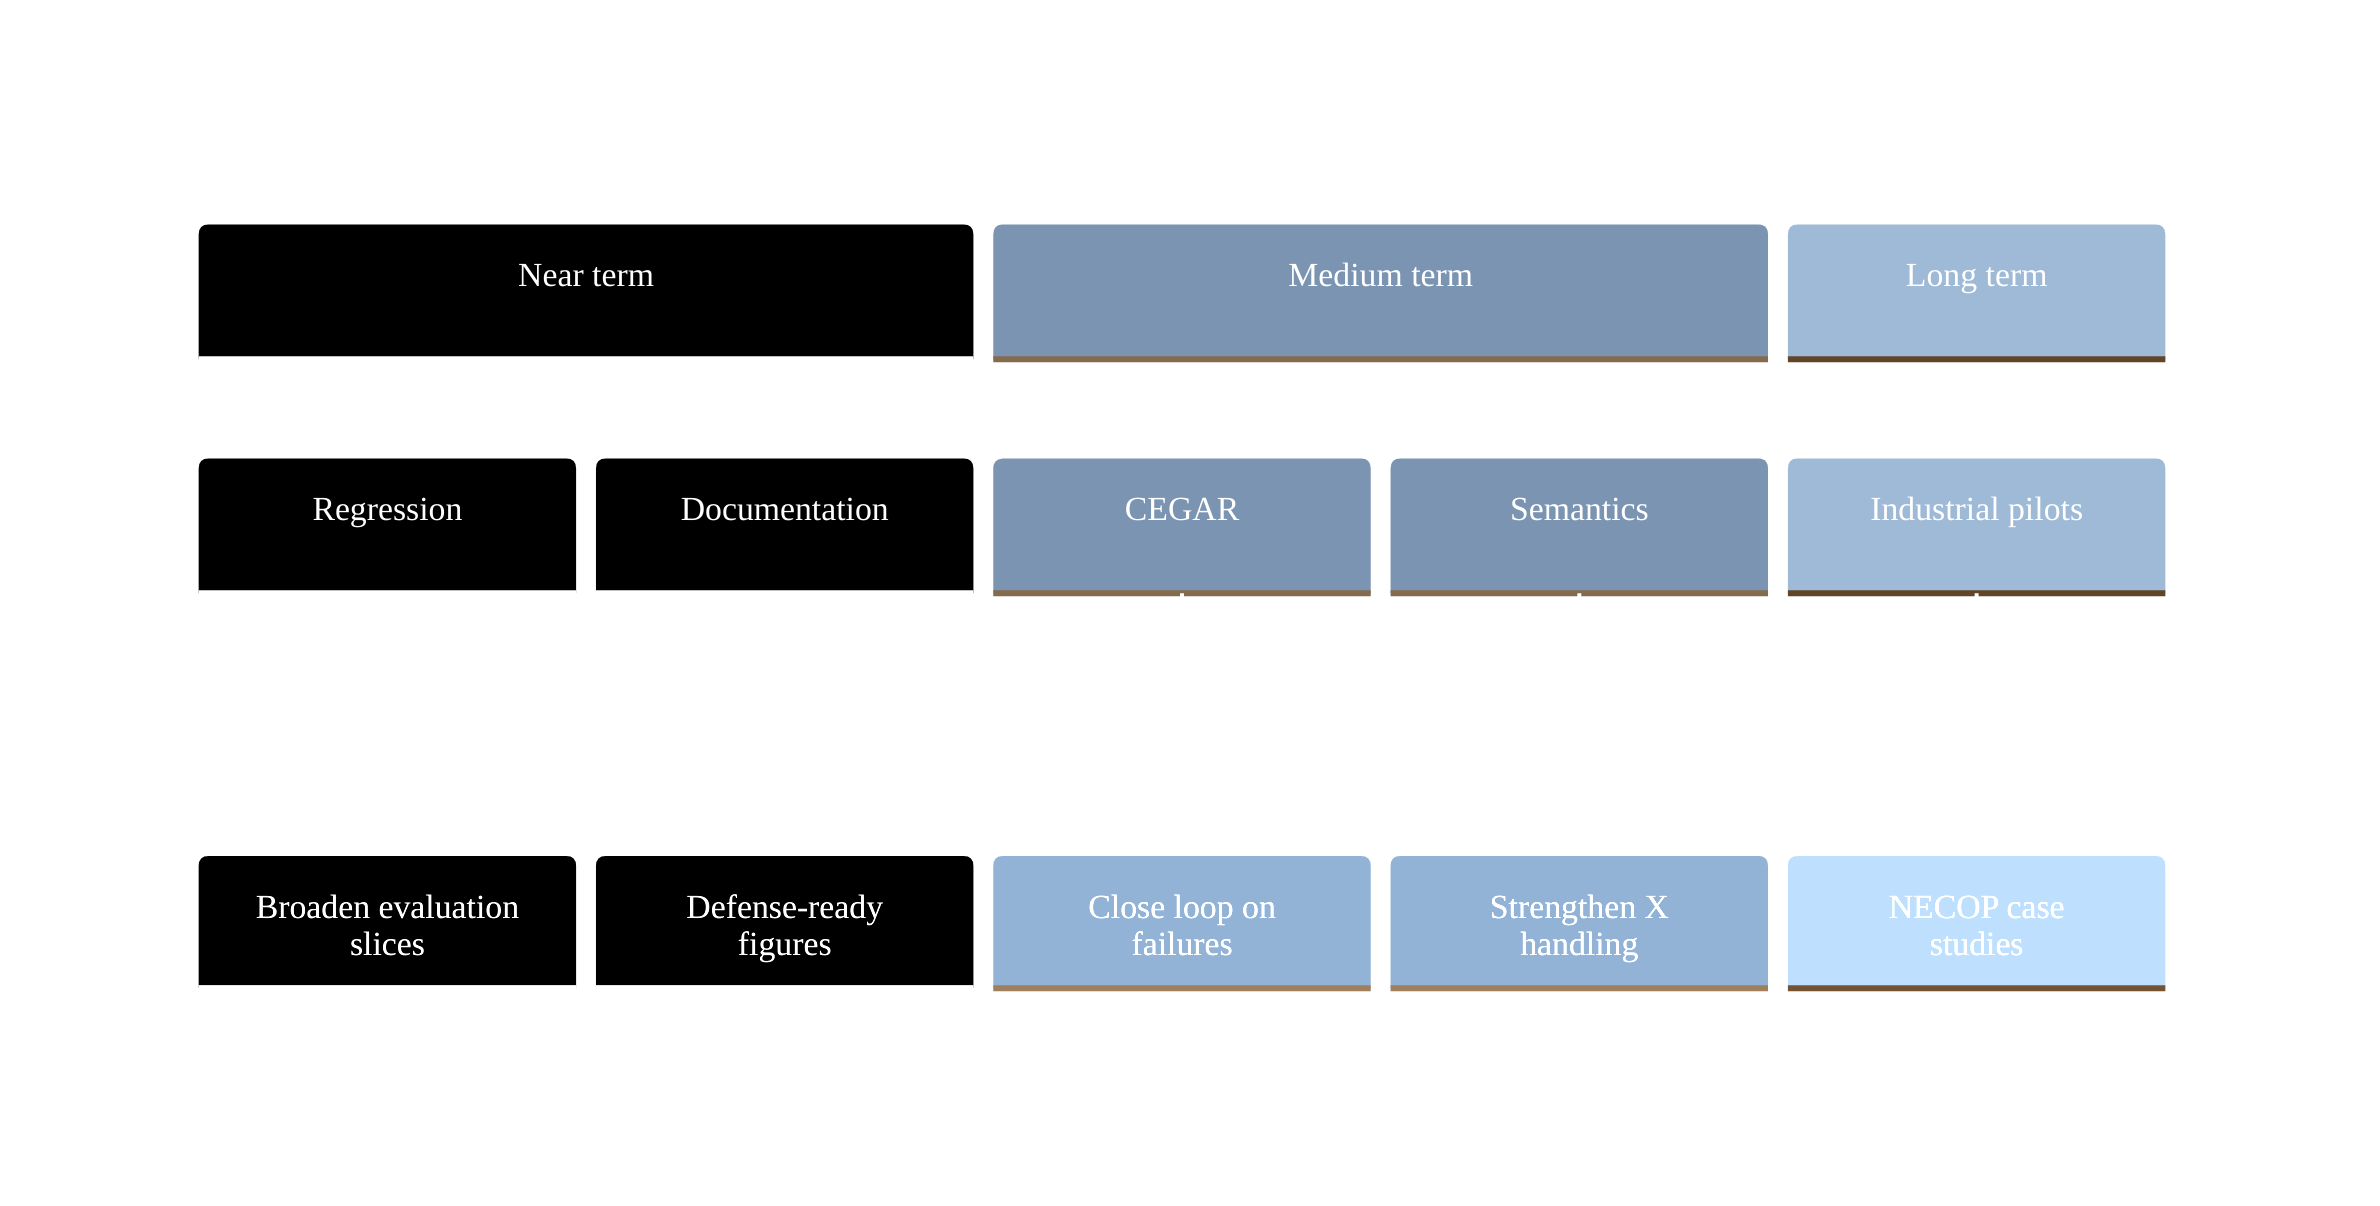 Near term
Medium term
Long term
Regression
Documentation
CEGAR
Semantics
Industrial pilots
Broaden evaluation
slices
Defense-ready
figures
Close loop on
failures
Strengthen X
handling
NECOP case
studies